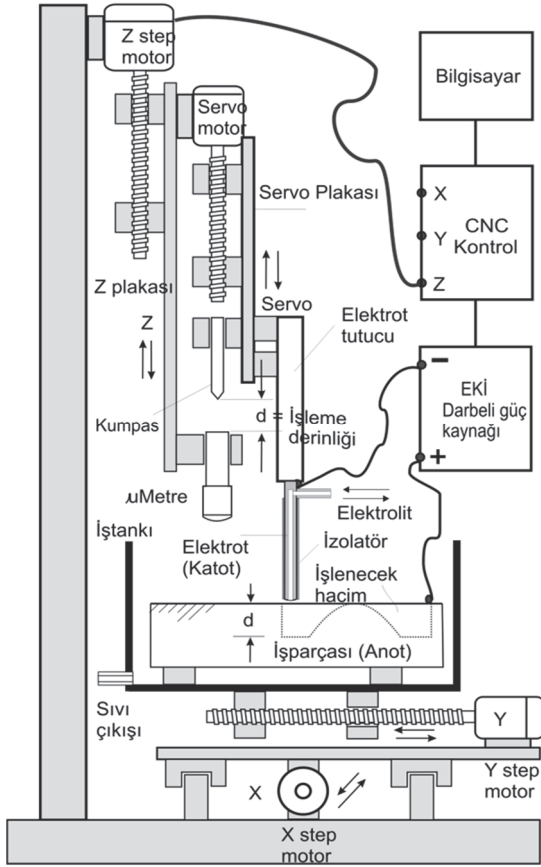 Z step
motor
Servo
motor
Bilgisayar
X
Y
Z
CNC
Kontrol
Servo Plakası
Z plakası
Z
Servo
Elektrot
tutucu
EKİ
Darbeli güç
kaynağı
−
+
Kumpas
d = İşleme
derinliği
µMetre
Elektrolit
İştankı
Elektrot
(Katot)
İzolatör
İşlenecek
hacim
d
İşparçası (Anot)
Sıvı
çıkışı
Y
Y step
motor
X
X step
motor